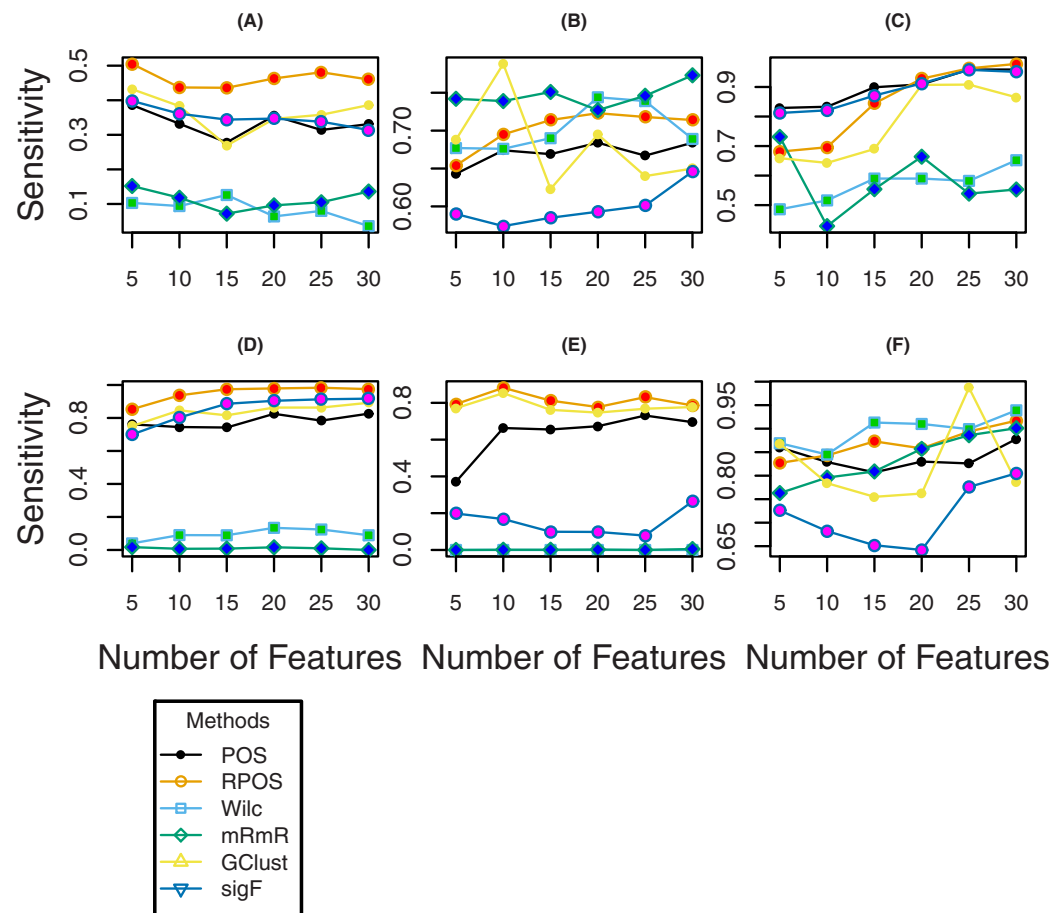 (A) (B) (C)
Sensitivity
0.1 0.3 0.5
0.60 0.70
0.5 0.7 0.9
5 10 15 20 25 30
5 10 15 20 25 30
5 10 15 20 25 30
(D) (E) (F)
Sensitivity
0.0 0.4 0.8
0.0 0.4 0.8
0.65 0.80 0.95
5 10 15 20 25 30
5 10 15 20 25 30
5 10 15 20 25 30
Number of Features Number of Features Number of Features
Methods
POS
RPOS
Wilc
mRmR
GClust
sigF